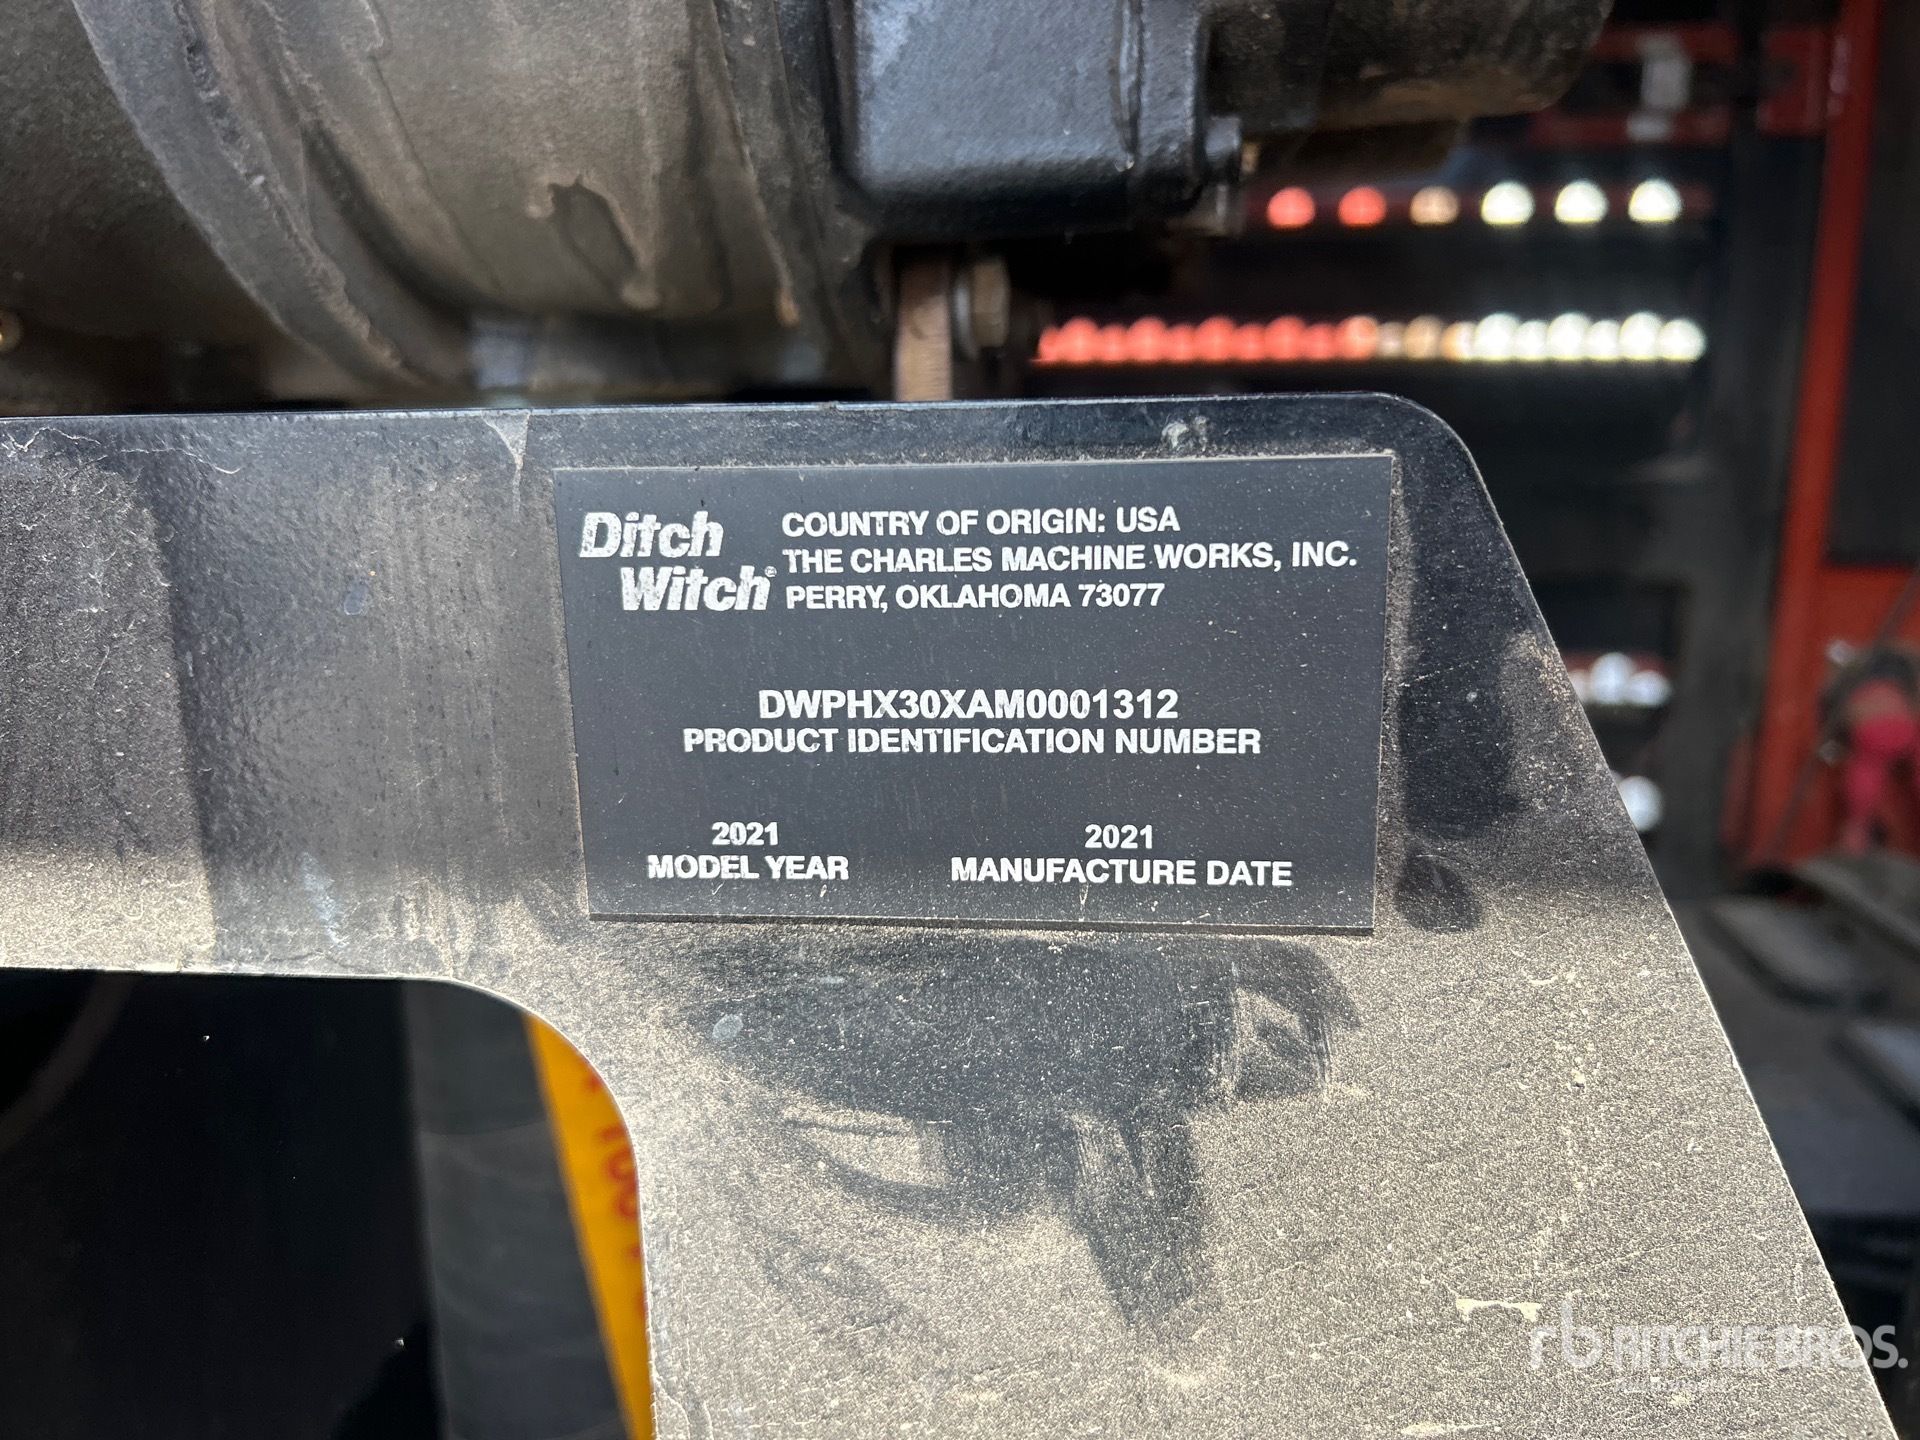 Ditch
Witch®
COUNTRY OF ORIGIN: USA
THE CHARLES MACHINE WORKS, INC.
PERRY, OKLAHOMA 73077
DWPHX30XAM0001312
PRODUCT IDENTIFICATION NUMBER
2021
MODEL YEAR
2021
MANUFACTURE DATE
rb RITCHIE BROS.